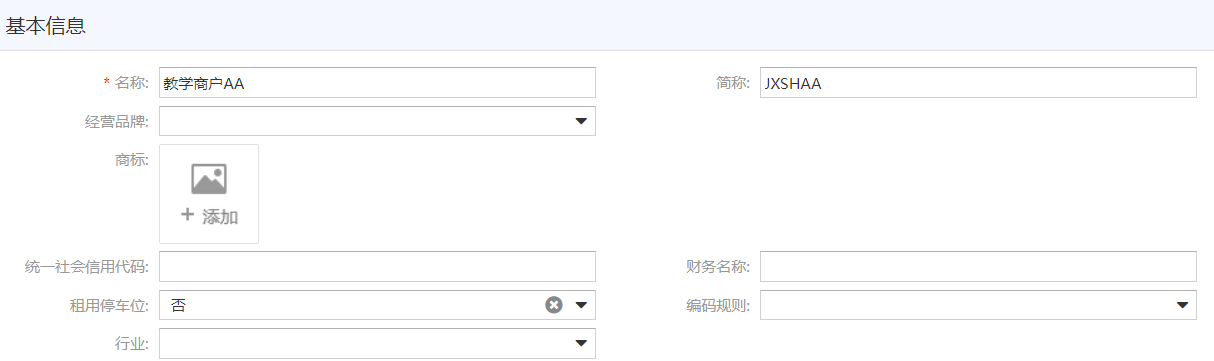 基本信息
* 名称: 教学商户AA 简称: JXSHAA
经营品牌:
商标:
+ 添加
统一社会信用代码: 财务名称:
租用停车位: 否 编码规则:
行业: